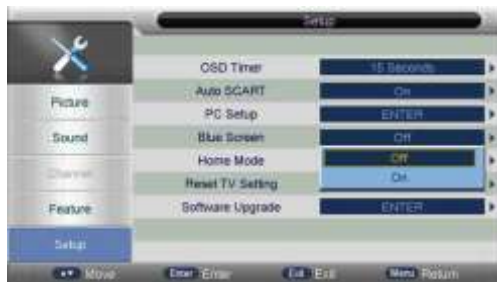 Setup
OSD Timer 15 Seconds
Auto SCART On
Picture
PC Setup ENTER
Sound
Blue Screen Off
Home Mode Off
Channel
On
Reset TV Setting
Feature
Software Upgrade ENTER
Setup
Move Enter Enter Exit Exit Menu Return